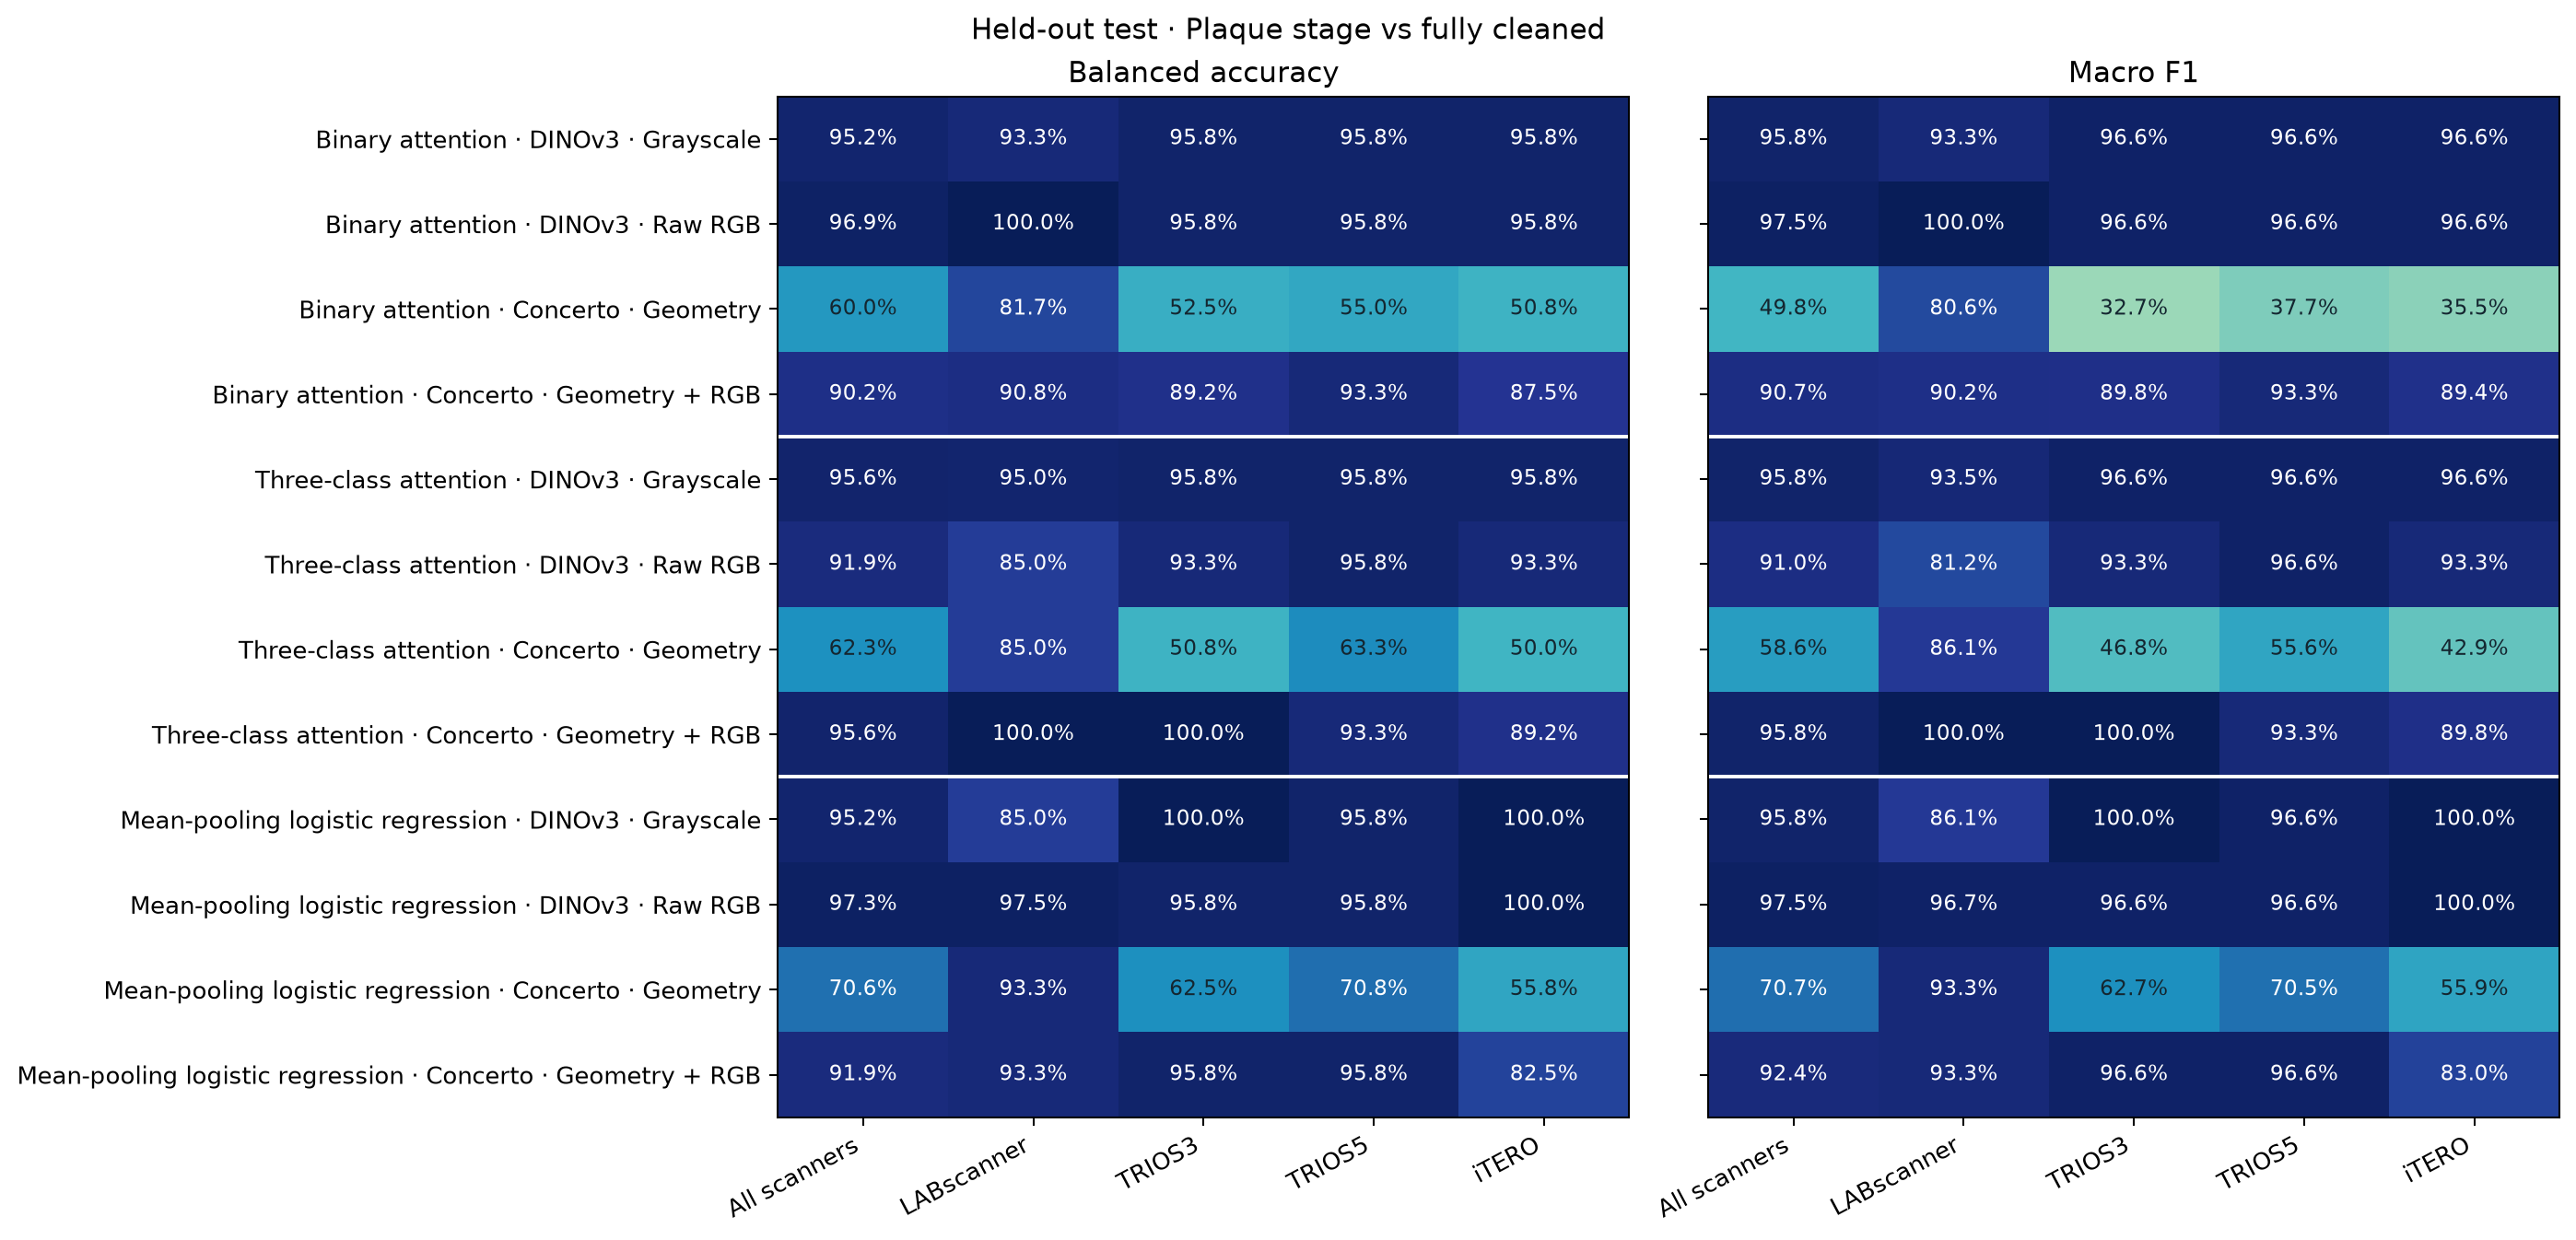 Held-out test · Plaque stage vs fully cleaned
Balanced accuracy
Macro F1
Binary attention · DINOv3 · Grayscale 95.2% 93.3% 95.8% 95.8% 95.8% 95.8% 93.3% 96.6% 96.6% 96.6%
Binary attention · DINOv3 · Raw RGB 96.9% 100.0% 95.8% 95.8% 95.8% 97.5% 100.0% 96.6% 96.6% 96.6%
Binary attention · Concerto · Geometry 60.0% 81.7% 52.5% 55.0% 50.8% 49.8% 80.6% 32.7% 37.7% 35.5%
Binary attention · Concerto · Geometry + RGB 90.2% 90.8% 89.2% 93.3% 87.5% 90.7% 90.2% 89.8% 93.3% 89.4%
Three-class attention · DINOv3 · Grayscale 95.6% 95.0% 95.8% 95.8% 95.8% 95.8% 93.5% 96.6% 96.6% 96.6%
Three-class attention · DINOv3 · Raw RGB 91.9% 85.0% 93.3% 95.8% 93.3% 91.0% 81.2% 93.3% 96.6% 93.3%
Three-class attention · Concerto · Geometry 62.3% 85.0% 50.8% 63.3% 50.0% 58.6% 86.1% 46.8% 55.6% 42.9%
Three-class attention · Concerto · Geometry + RGB 95.6% 100.0% 100.0% 93.3% 89.2% 95.8% 100.0% 100.0% 93.3% 89.8%
Mean-pooling logistic regression · DINOv3 · Grayscale 95.2% 85.0% 100.0% 95.8% 100.0% 95.8% 86.1% 100.0% 96.6% 100.0%
Mean-pooling logistic regression · DINOv3 · Raw RGB 97.3% 97.5% 95.8% 95.8% 100.0% 97.5% 96.7% 96.6% 96.6% 100.0%
Mean-pooling logistic regression · Concerto · Geometry 70.6% 93.3% 62.5% 70.8% 55.8% 70.7% 93.3% 62.7% 70.5% 55.9%
Mean-pooling logistic regression · Concerto · Geometry + RGB 91.9% 93.3% 95.8% 95.8% 82.5% 92.4% 93.3% 96.6% 96.6% 83.0%
All scanners LABscanner TRIOS3 TRIOS5 iTERO All scanners LABscanner TRIOS3 TRIOS5 iTERO